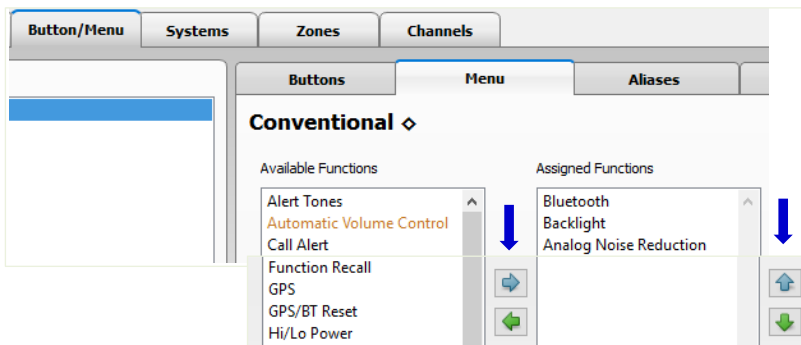 Button/Menu Systems Zones Channels
Buttons Menu Aliases
Conventional
Available Functions
Alert Tones
Automatic Volume Control
Call Alert
Function Recall
GPS
GPS/BT Reset
Hi/Lo Power
Assigned Functions
Bluetooth
Backlight
Analog Noise Reduction